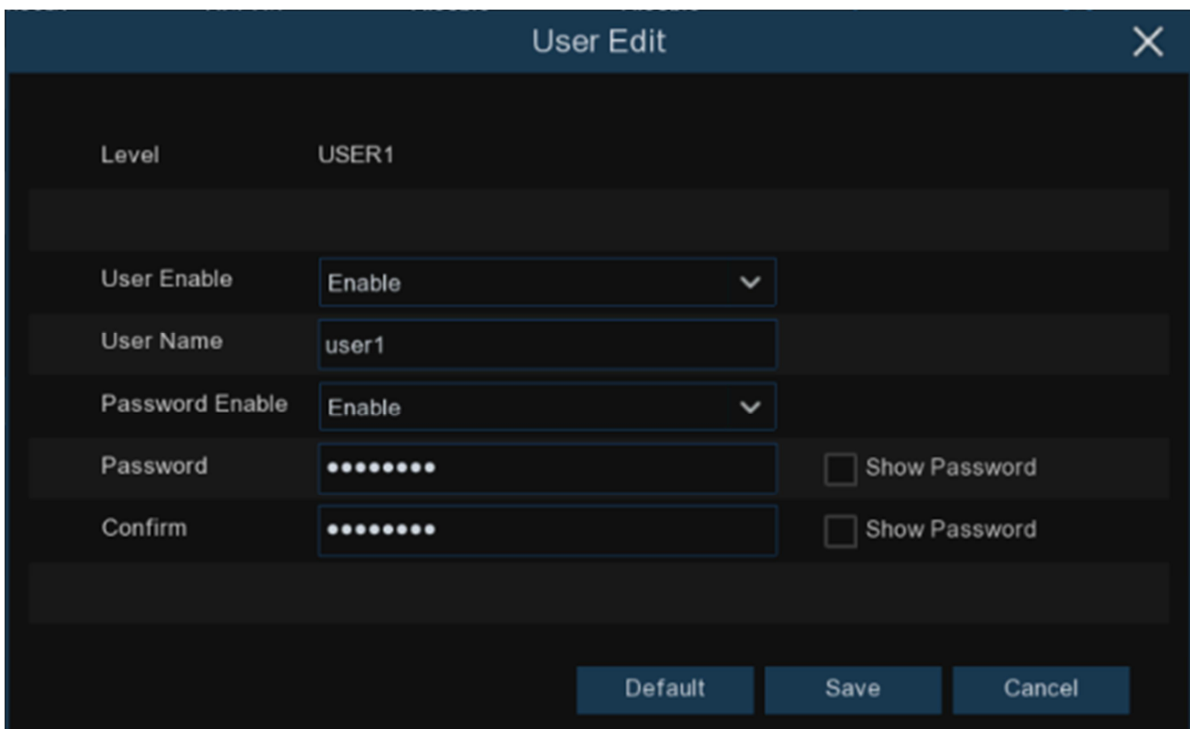 User Edit
Level USER1
User Enable Enable
User Name user1
Password Enable Enable
Password •••••••• Show Password
Confirm •••••••• Show Password
Default Save Cancel